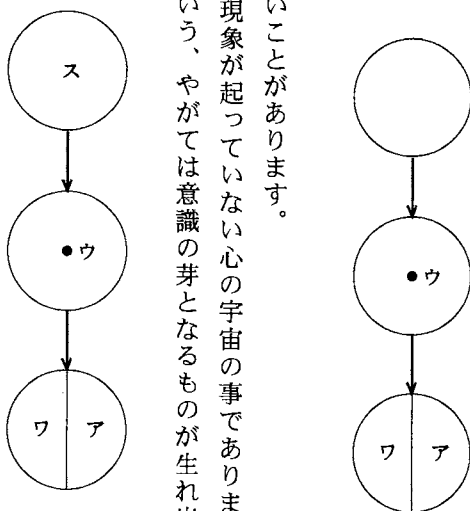 ウ
ワ ア
いことがあります。
現象が起っていない心の宇宙の事でありま
いう、やがては意識の芽となるものが生れ
ス
ウ
ワ ア